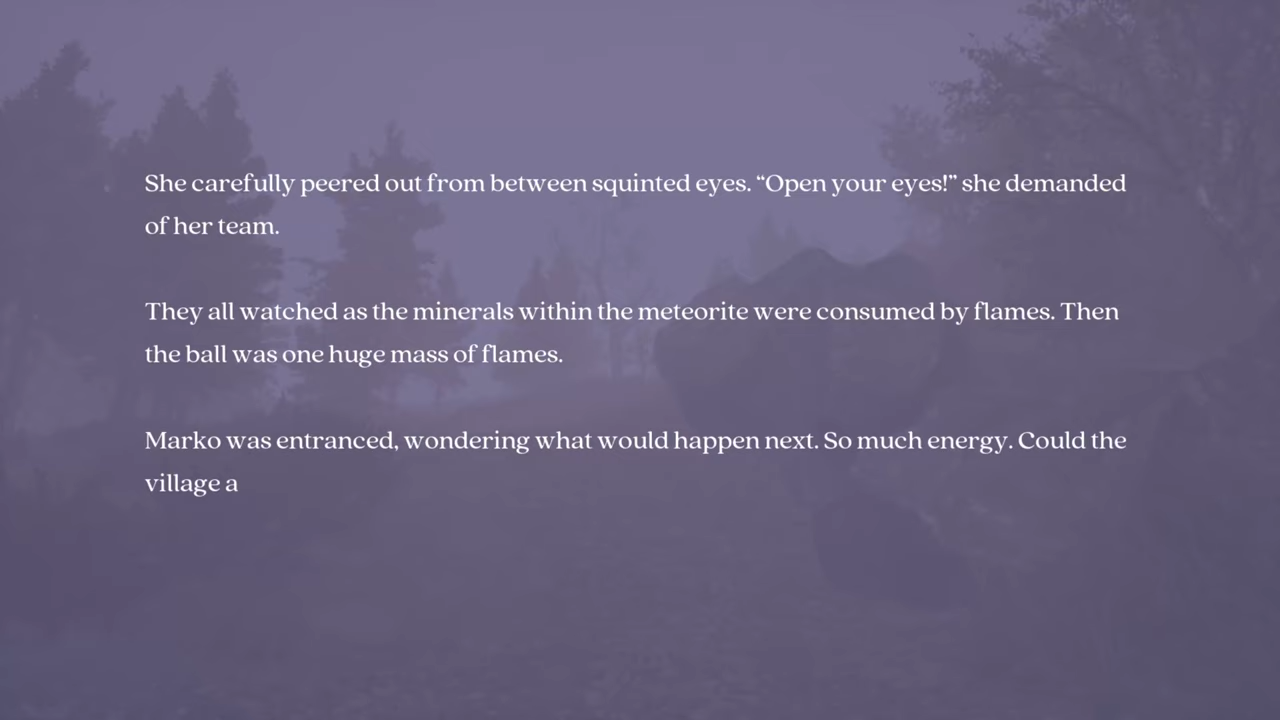 She carefully peered out from between squinted eyes. “Open your eyes!” she demanded
of her team.
They all watched as the minerals within the meteorite were consumed by flames. Then
the ball was one huge mass of flames.
Marko was entranced, wondering what would happen next. So much energy. Could the
village a